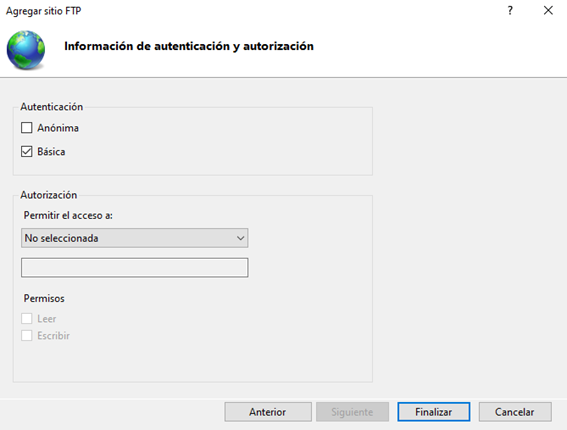 Agregar sitio FTP
Información de autenticación y autorización
Autenticación
Anónima
Básica
Autorización
Permitir el acceso a:
No seleccionada
Permisos
Leer
Escribir
Anterior
Siguiente
Finalizar
Cancelar